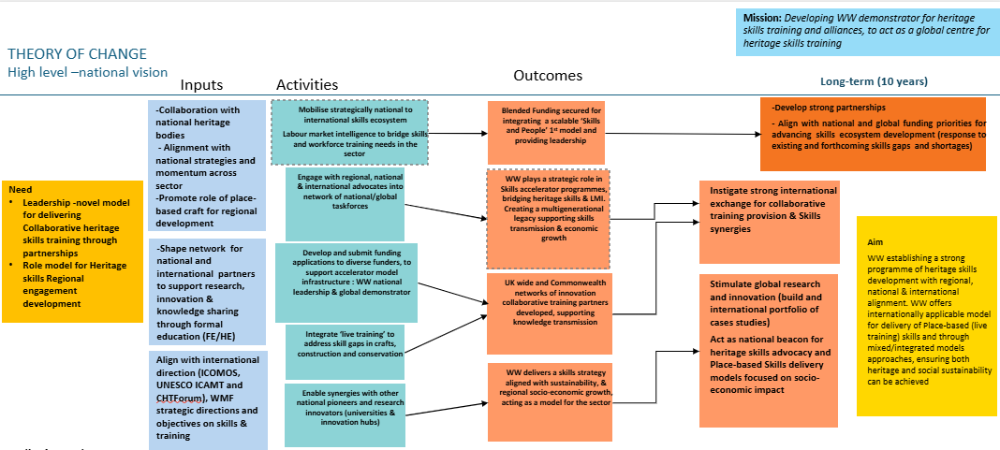 Mission: Developing WW demonstrator for heritage
skills training and alliances, to act as a global centre for
heritage skills training
THEORY OF CHANGE
High level –national vision
Inputs
Activities
Outcomes
Long-term (10 years)
Need
• Leadership -novel model
for delivering
Collaborative heritage
skills training through
partnerships
• Role model for Heritage
skills Regional
engagement
development
-Collaboration with
national heritage
bodies
- Alignment with
national strategies and
momentum across
sector
-Promote role of place-
based craft for regional
development
-Shape network for
national and
international partners
to support research,
innovation &
knowledge sharing
through formal
education (FE/HE)
Align with international
direction (ICOMOS,
UNESCO ICAMT and
CHTForum), WMF
strategic directions and
objectives on skills &
training
Mobilise strategically national to
international skills ecosystem
Labour market intelligence to bridge skills
and workforce training needs in the
sector
Engage with regional, national
& international advocates into
network of national/global
taskforces
Develop and submit funding
applications to diverse funders, to
support accelerator model
infrastructure : WW national
leadership & global demonstrator
Integrate ‘live training’ to
address skill gaps in crafts,
construction and conservation
Enable synergies with other
national pioneers and research
innovators (universities &
innovation hubs)
Blended Funding secured for
integrating a scalable ‘Skills
and People’ 1st model and
providing leadership
WW plays a strategic role in
Skills accelerator programmes,
bridging heritage skills & LMI.
Creating a multigenerational
legacy supporting skills
transmission & economic
growth
UK wide and Commonwealth
networks of innovation
collaborative training partners
developed, supporting
knowledge transmission
WW delivers a skills strategy
aligned with sustainability, &
regional socio-economic growth,
acting as a model for the sector
-Develop strong partnerships
- Align with national and global funding priorities for
advancing skills ecosystem development (response to
existing and forthcoming skills gaps and shortages)
Instigate strong international
exchange for collaborative
training provision & Skills
synergies
Stimulate global research
and innovation (build and
international portfolio of
cases studies)
Act as national beacon for
heritage skills advocacy and
Place-based Skills delivery
models focused on socio-
economic impact
Aim
WW establishing a strong
programme of heritage skills
development with regional,
national & international
alignment. WW offers
internationally applicable model
for delivery of Place-based (live
training) skills and through
mixed/integrated models
approaches, ensuring both
heritage and social sustainability
can be achieved